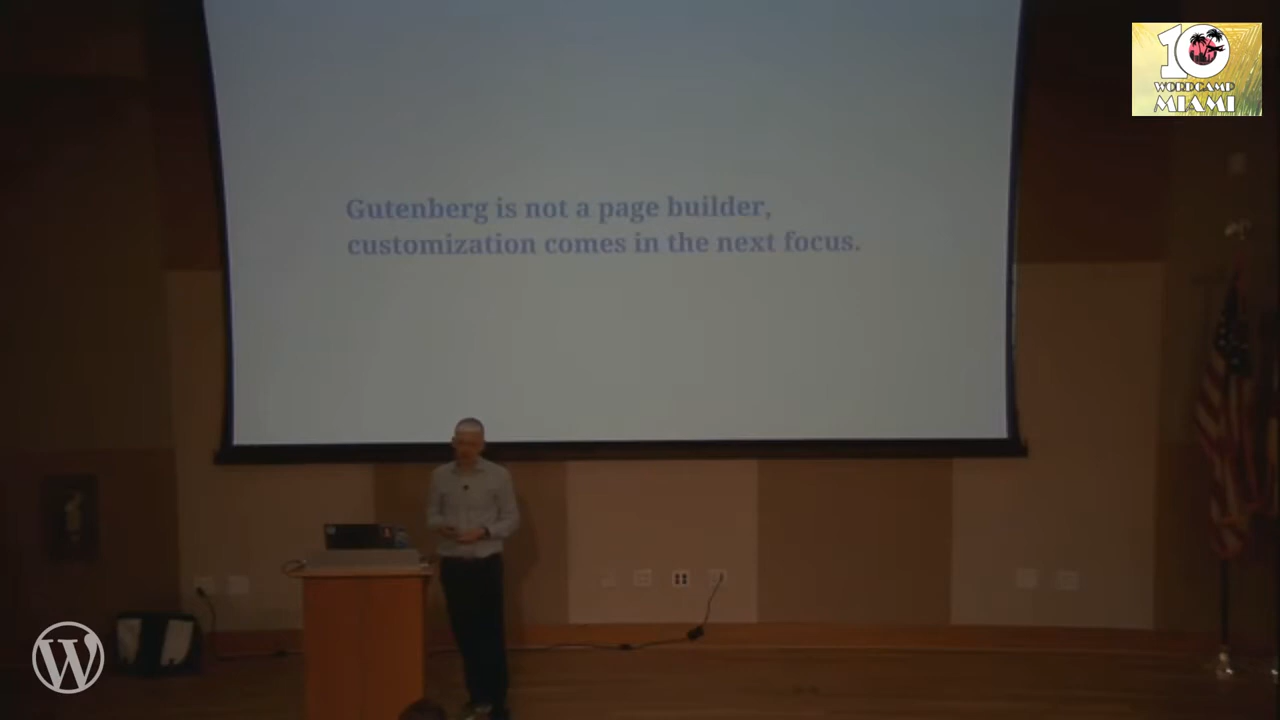 10
WORDCAMP
MIAMI
Gutenberg is not a page builder,
customization comes in the next focus.
W